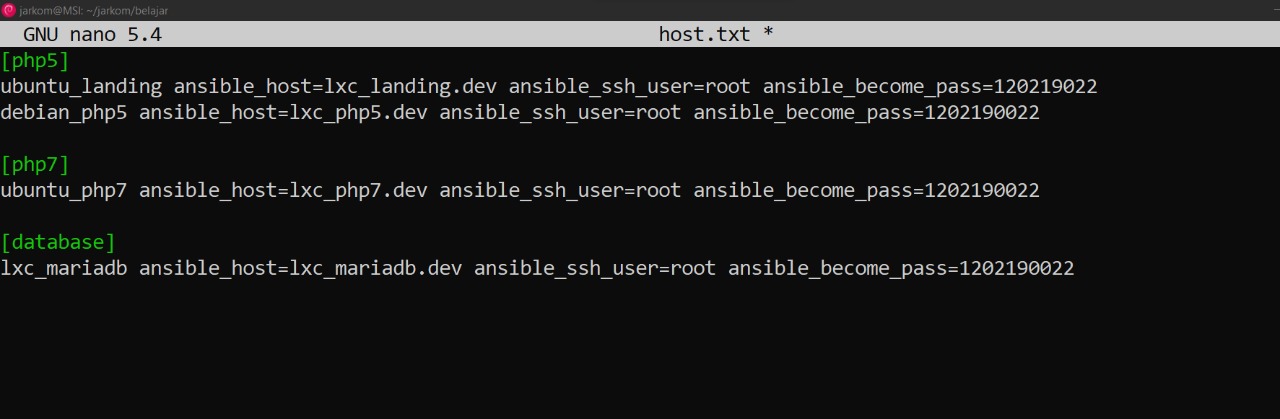 jarkom@MSI: ~/jarkom/belajar
GNU nano 5.4 host.txt *
[php5]
ubuntu_landing ansible_host=lxc_landing.dev ansible_ssh_user=root ansible_become_pass=120219022
debian_php5 ansible_host=lxc_php5.dev ansible_ssh_user=root ansible_become_pass=1202190022
[php7]
ubuntu_php7 ansible_host=lxc_php7.dev ansible_ssh_user=root ansible_become_pass=1202190022
[database]
lxc_mariadb ansible_host=lxc_mariadb.dev ansible_ssh_user=root ansible_become_pass=1202190022